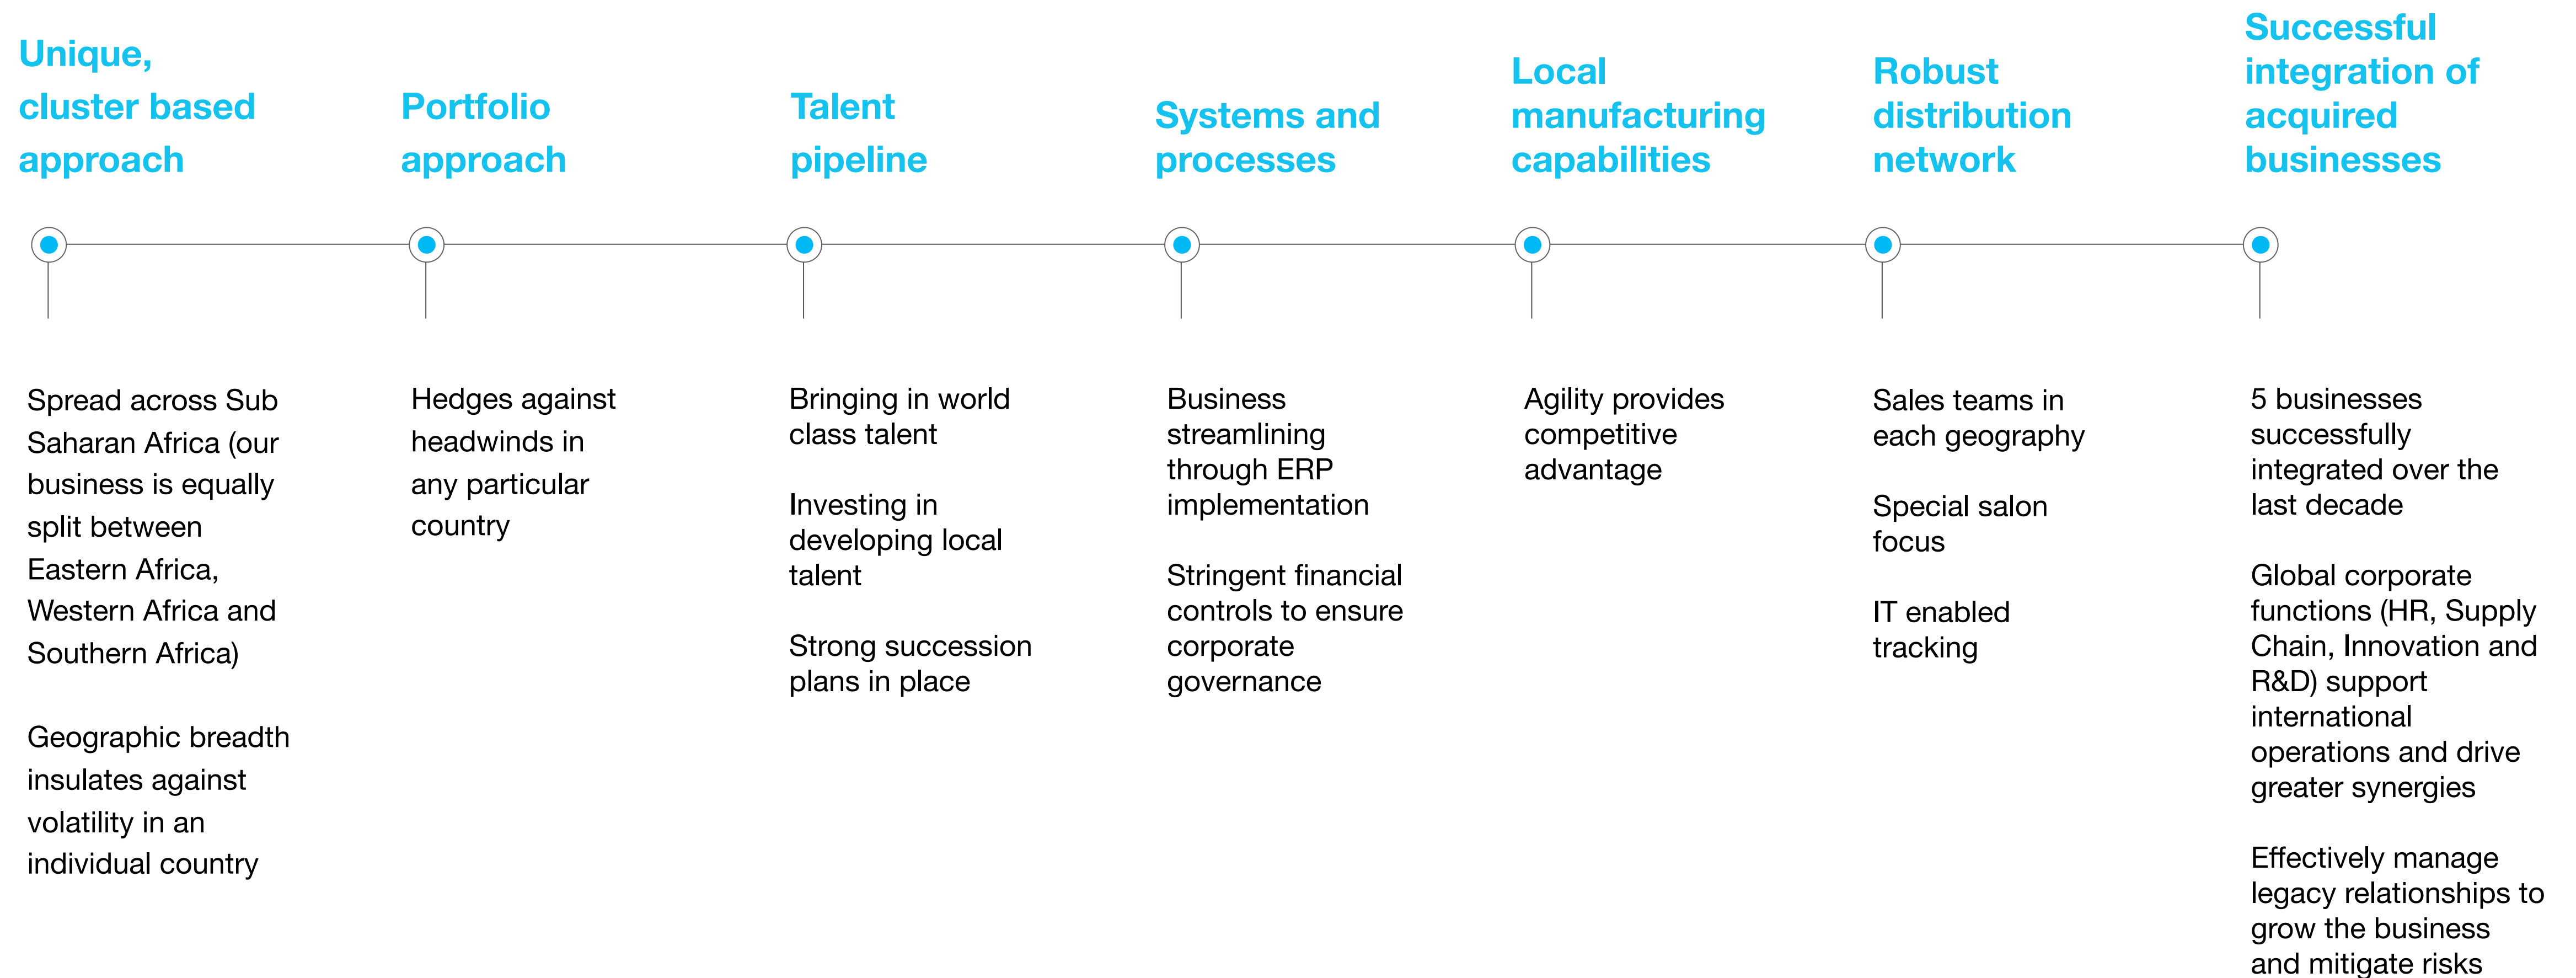 Unique,
cluster based
approach
Portfolio
approach
Talent
pipeline
Systems and
processes
Local
manufacturing
capabilities
Robust
distribution
network
Successful
integration of
acquired
businesses
Spread across Sub
Saharan Africa (our
business is equally
split between
Eastern Africa,
Western Africa and
Southern Africa)
Geographic breadth
insulates against
volatility in an
individual country
Hedges against
headwinds in
any particular
country
Bringing in world
class talent
Investing in
developing local
talent
Strong succession
plans in place
Business
streamlining
through ERP
implementation
Stringent financial
controls to ensure
corporate
governance
Agility provides
competitive
advantage
Sales teams in
each geography
Special salon
focus
IT enabled
tracking
5 businesses
successfully
integrated over the
last decade
Global corporate
functions (HR, Supply
Chain, Innovation and
R&D) support
international
operations and drive
greater synergies
Effectively manage
legacy relationships to
grow the business
and mitigate risks